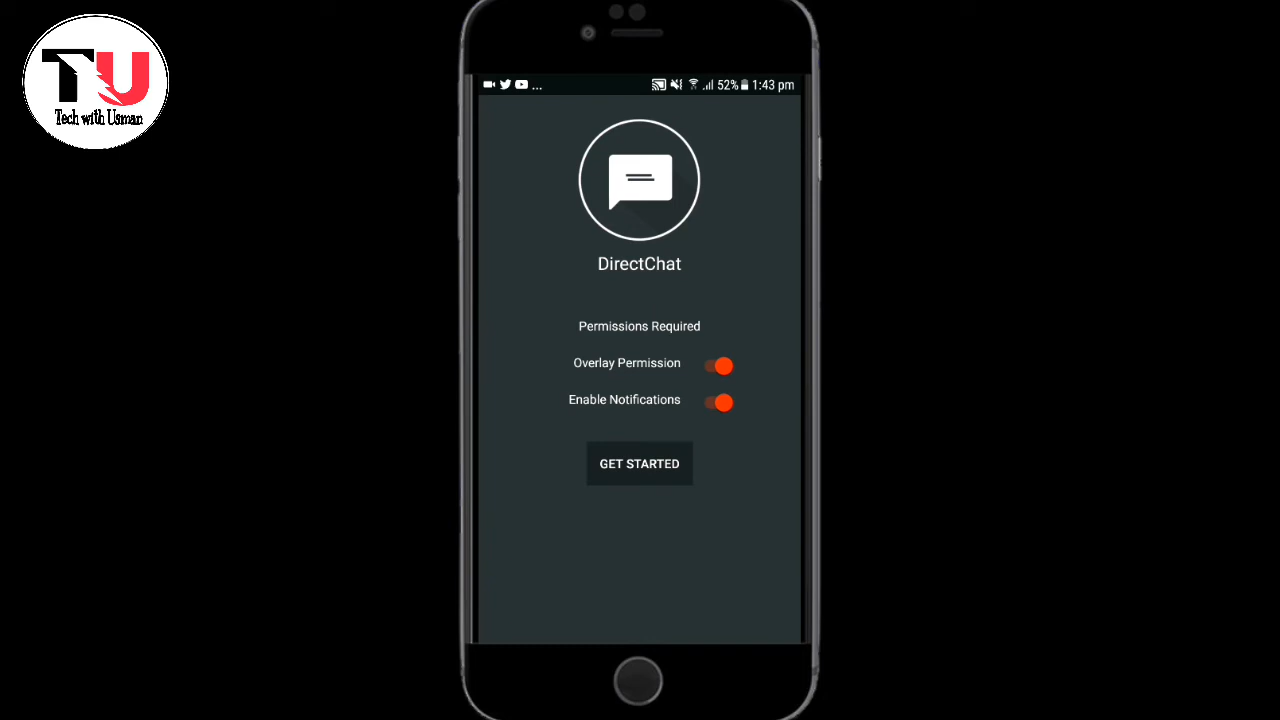 TU
Tech with Usman
... 52% 1:43 pm
DirectChat
Permissions Required
Overlay Permission
Enable Notifications
GET STARTED